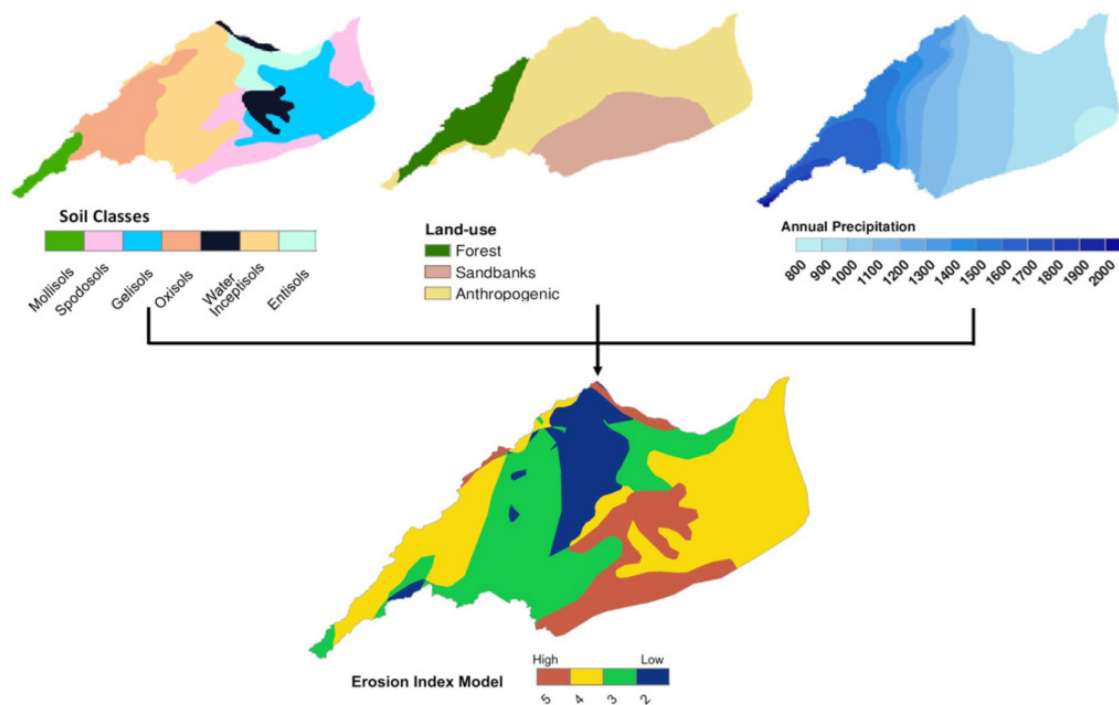 Soil Classes
Mollisols
Spodosols
Gelisols
Oxisols
Water
Inceptisols
Entisols
Land-use
Forest
Sandbanks
Anthropogenic
Annual Precipitation
800
900
1000
1100
1200
1300
1400
1500
1600
1700
1800
1900
2000
High
Low
Erosion Index Model
5
4
3
2